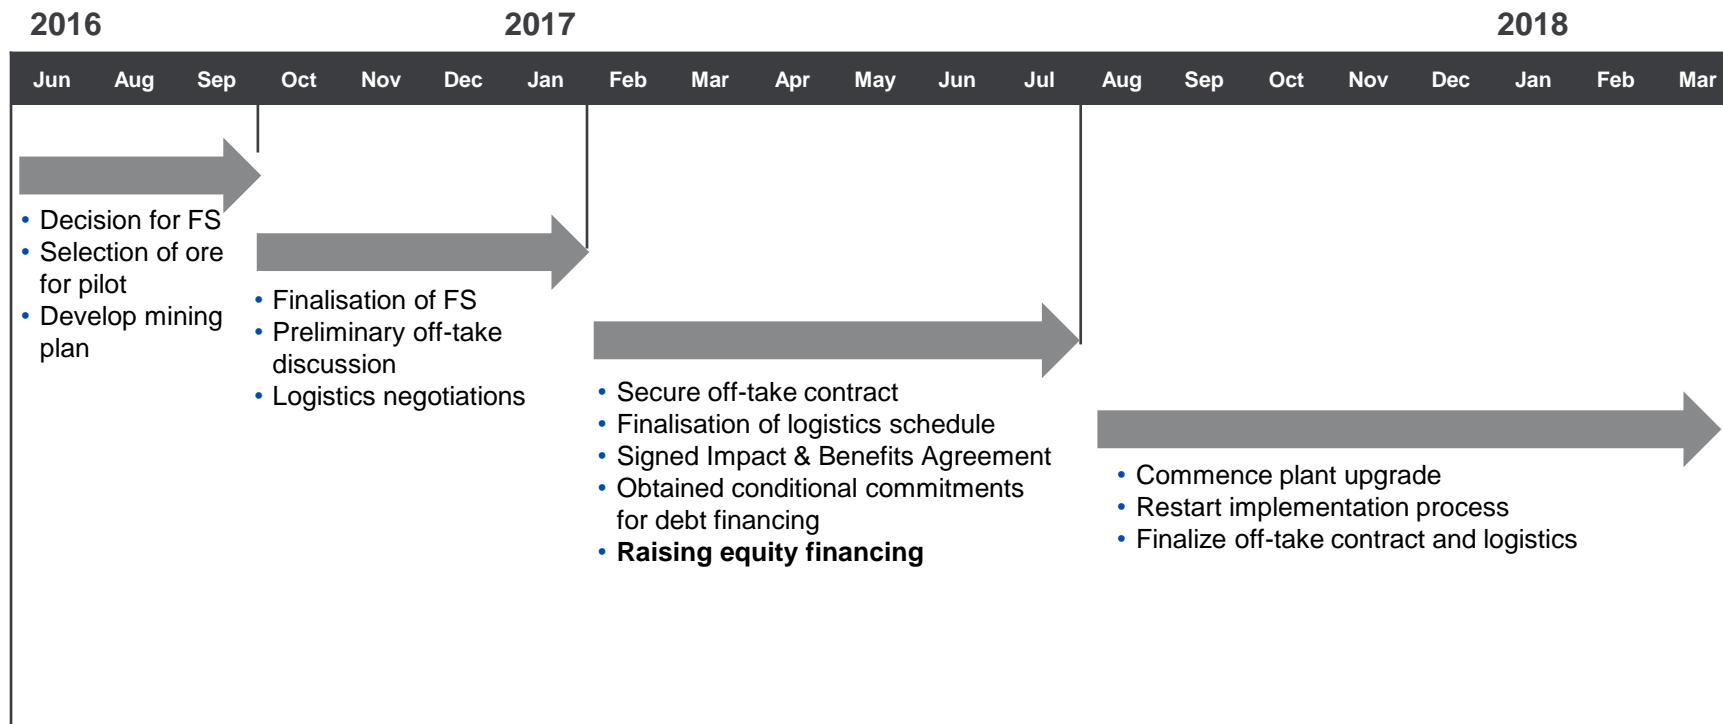 2016 2017 2018
Jun Aug Sep Oct Nov Dec Jan Feb Mar Apr May Jun Jul Aug Sep Oct Nov Dec Jan Feb Mar
• Decision for FS
• Selection of ore
for pilot
• Develop mining
plan
• Finalisation of FS
• Preliminary off-take
discussion
• Logistics negotiations
• Secure off-take contract
• Finalisation of logistics schedule
• Signed Impact & Benefits Agreement
• Obtained conditional commitments
for debt financing
• Raising equity financing
• Commence plant upgrade
• Restart implementation process
• Finalize off-take contract and logistics